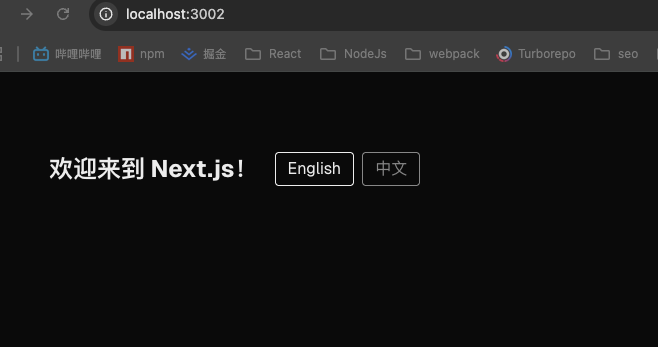 localhost:3002
哔哩哔哩 npm 掘金 React NodeJs webpack Turborepo seo
欢迎来到 Next.js！ English 中文